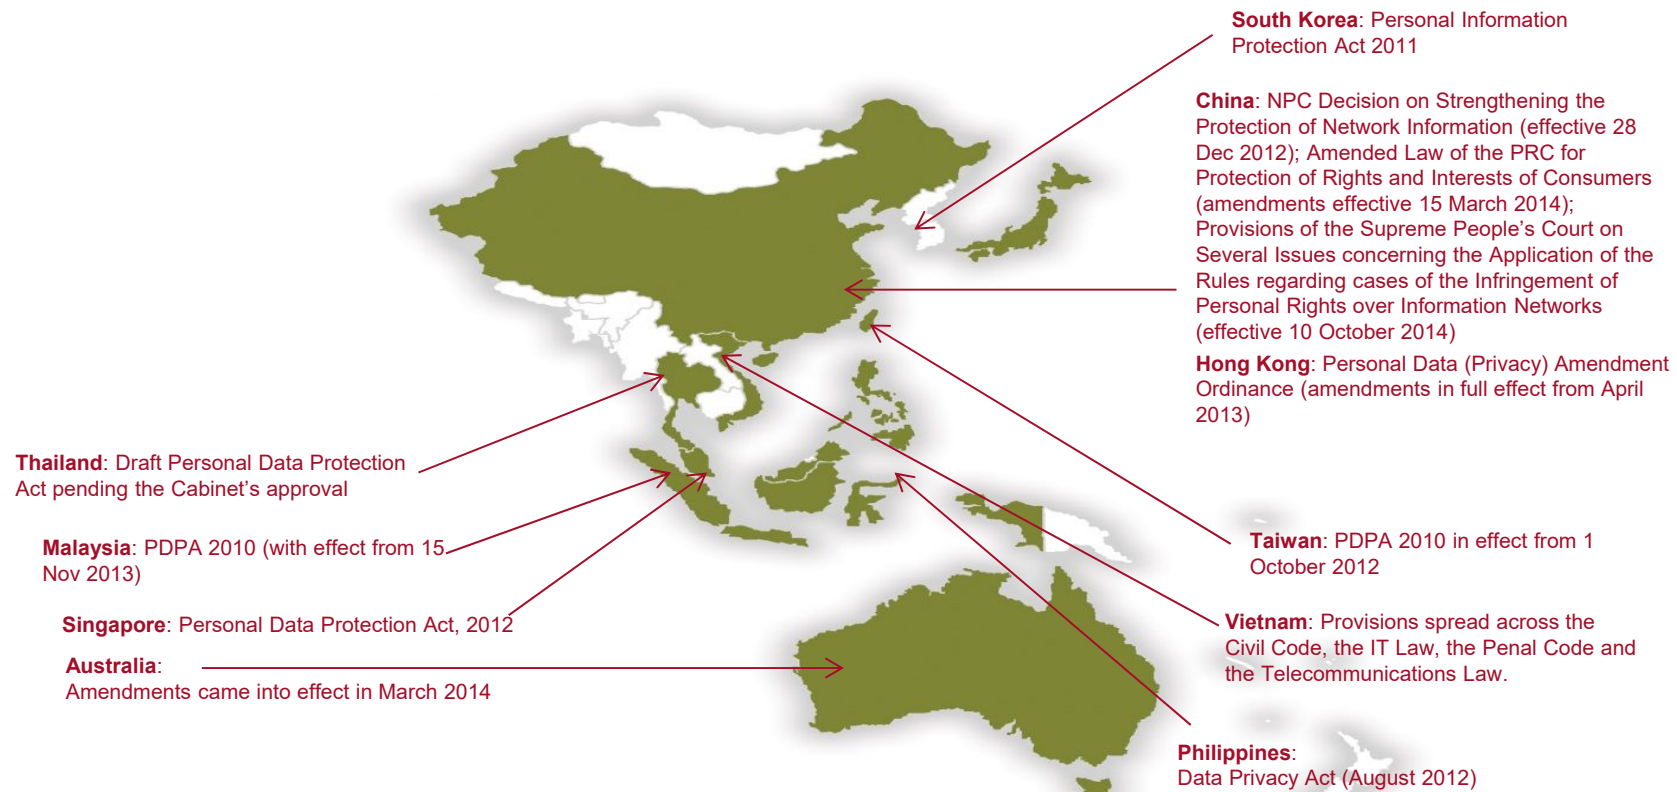 South Korea: Personal Information
Protection Act 2011
China: NPC Decision on Strengthening the
Protection of Network Information (effective 28
Dec 2012); Amended Law of the PRC for
Protection of Rights and Interests of Consumers
(amendments effective 15 March 2014);
Provisions of the Supreme People’s Court on
Several Issues concerning the Application of the
Rules regarding cases of the Infringement of
Personal Rights over Information Networks
(effective 10 October 2014)
Hong Kong: Personal Data (Privacy) Amendment
Ordinance (amendments in full effect from April
2013)
Thailand: Draft Personal Data Protection
Act pending the Cabinet’s approval
Malaysia: PDPA 2010 (with effect from 15
Nov 2013)
Singapore: Personal Data Protection Act, 2012
Australia:
Amendments came into effect in March 2014
Taiwan: PDPA 2010 in effect from 1
October 2012
Vietnam: Provisions spread across the
Civil Code, the IT Law, the Penal Code and
the Telecommunications Law.
Philippines:
Data Privacy Act (August 2012)